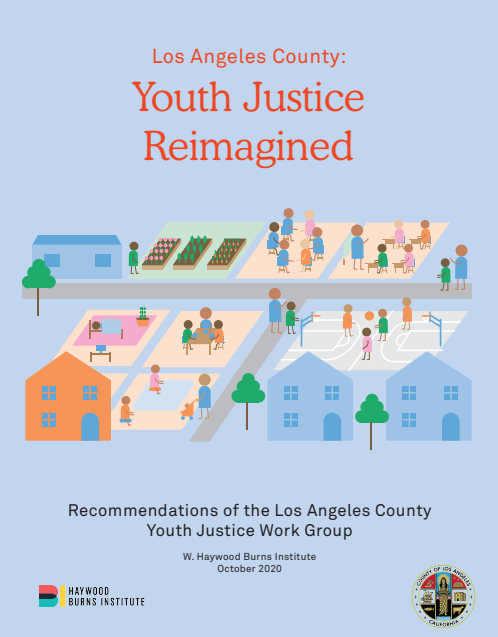 Los Angeles County:
Youth Justice
Reimagined
Recommendations of the Los Angeles County
Youth Justice Work Group
W. Haywood Burns Institute
October 2020
BI HAYWOOD
BURNS INSTITUTE
COUNTY OF LOS ANGELES
CALIFORNIA